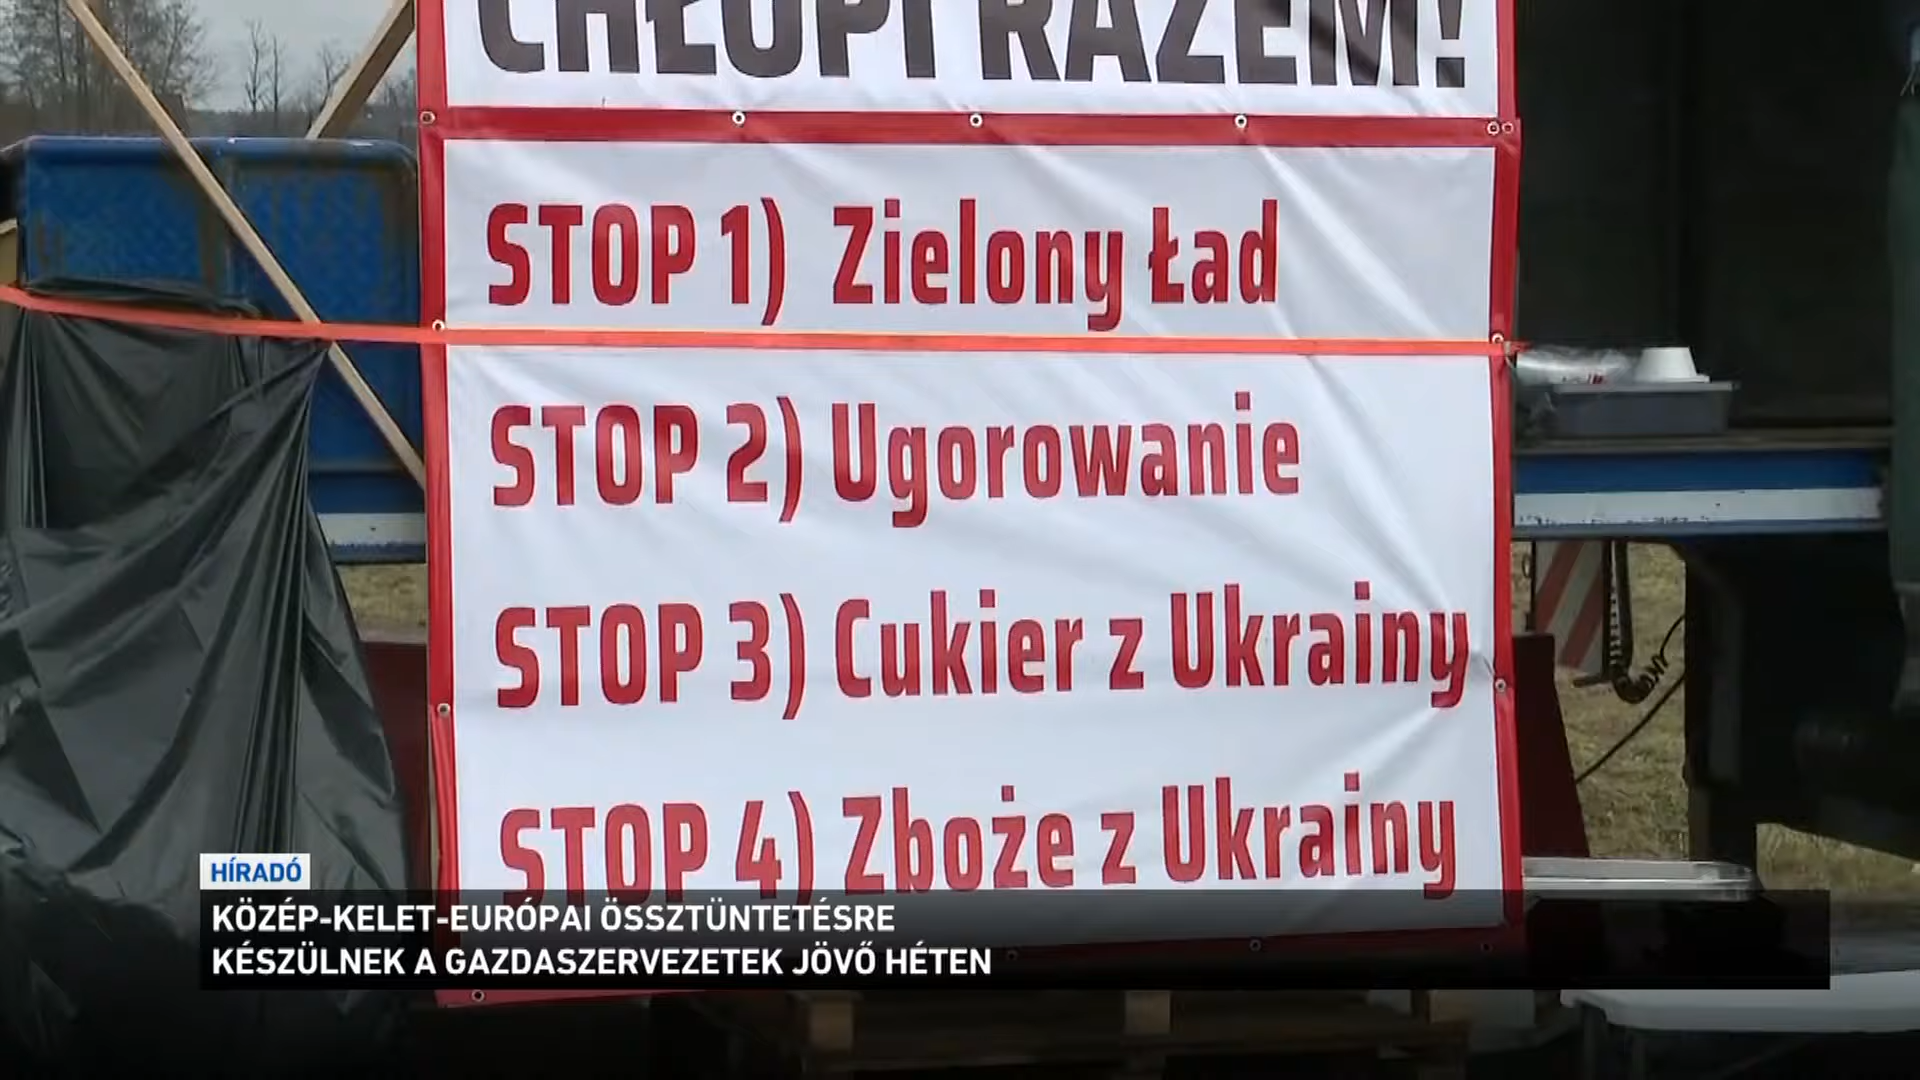 CHŁOPI RAZEM!
STOP 1) Zielony Ład
STOP 2) Ugorowanie
STOP 3) Cukier z Ukrainy
STOP 4) Zboże z Ukrainy
HÍRADÓ
KÖZÉP-KELET-EURÓPAI ÖSSZTÜNTETÉSRE
KÉSZÜLNEK A GAZDASZERVEZETEK JÖVŐ HÉTEN